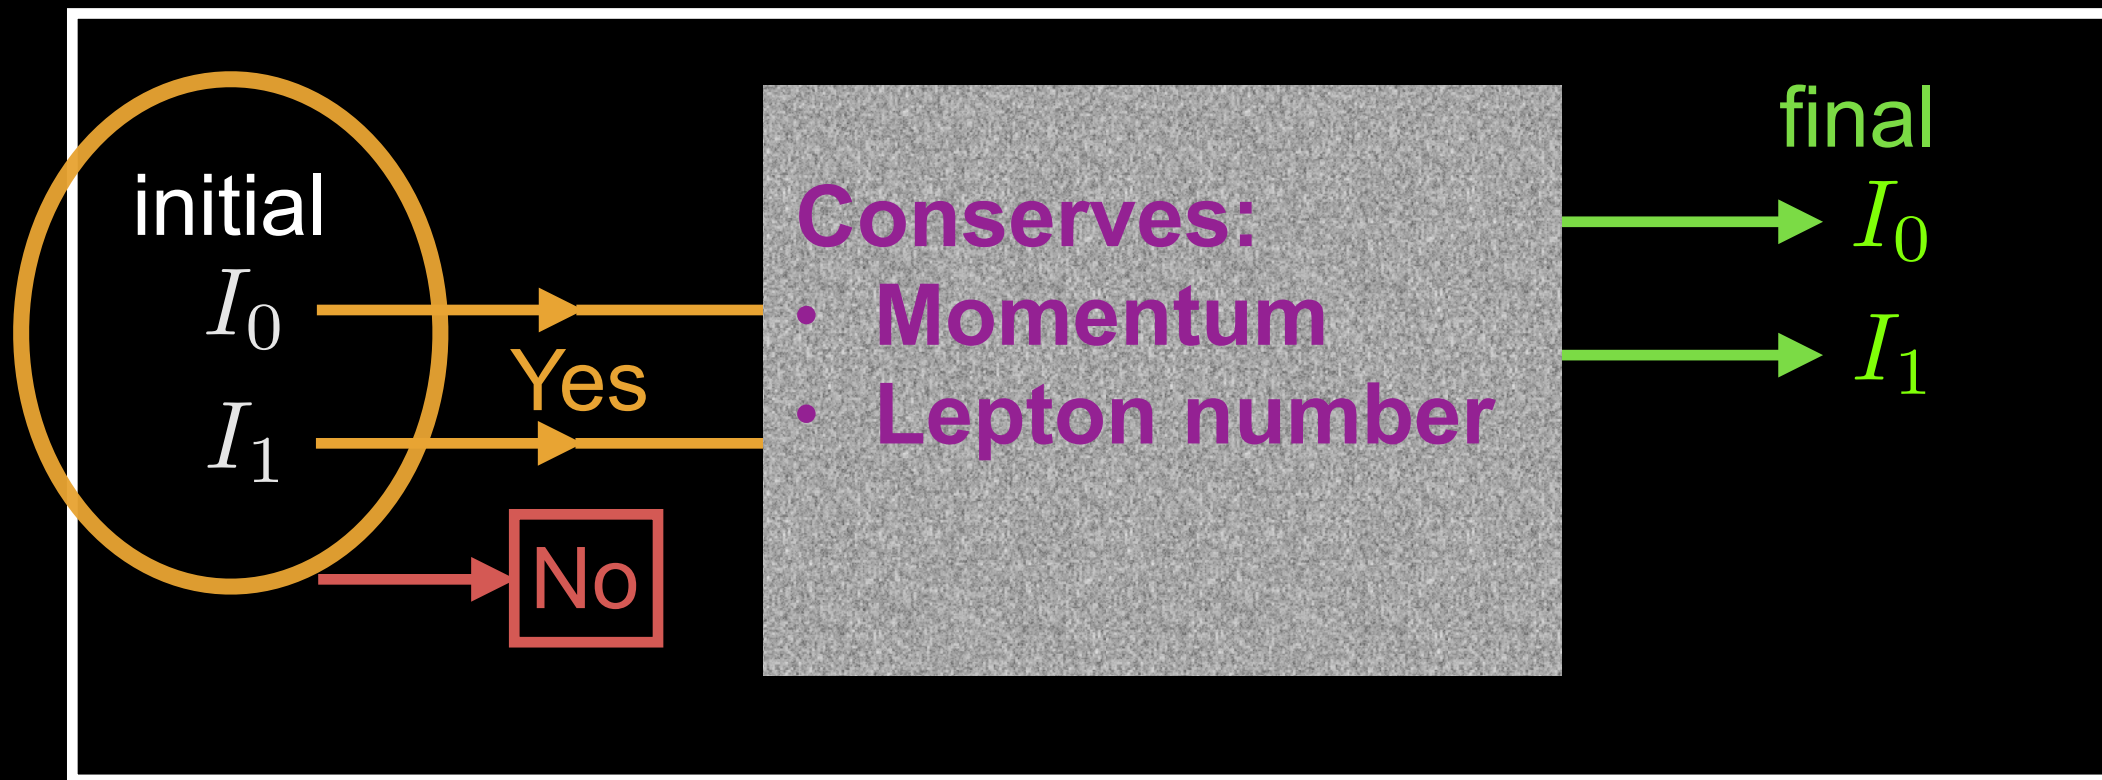 initial
I₀
I₁
Yes
No
Conserves:
• Momentum
• Lepton number
final
I₀
I₁